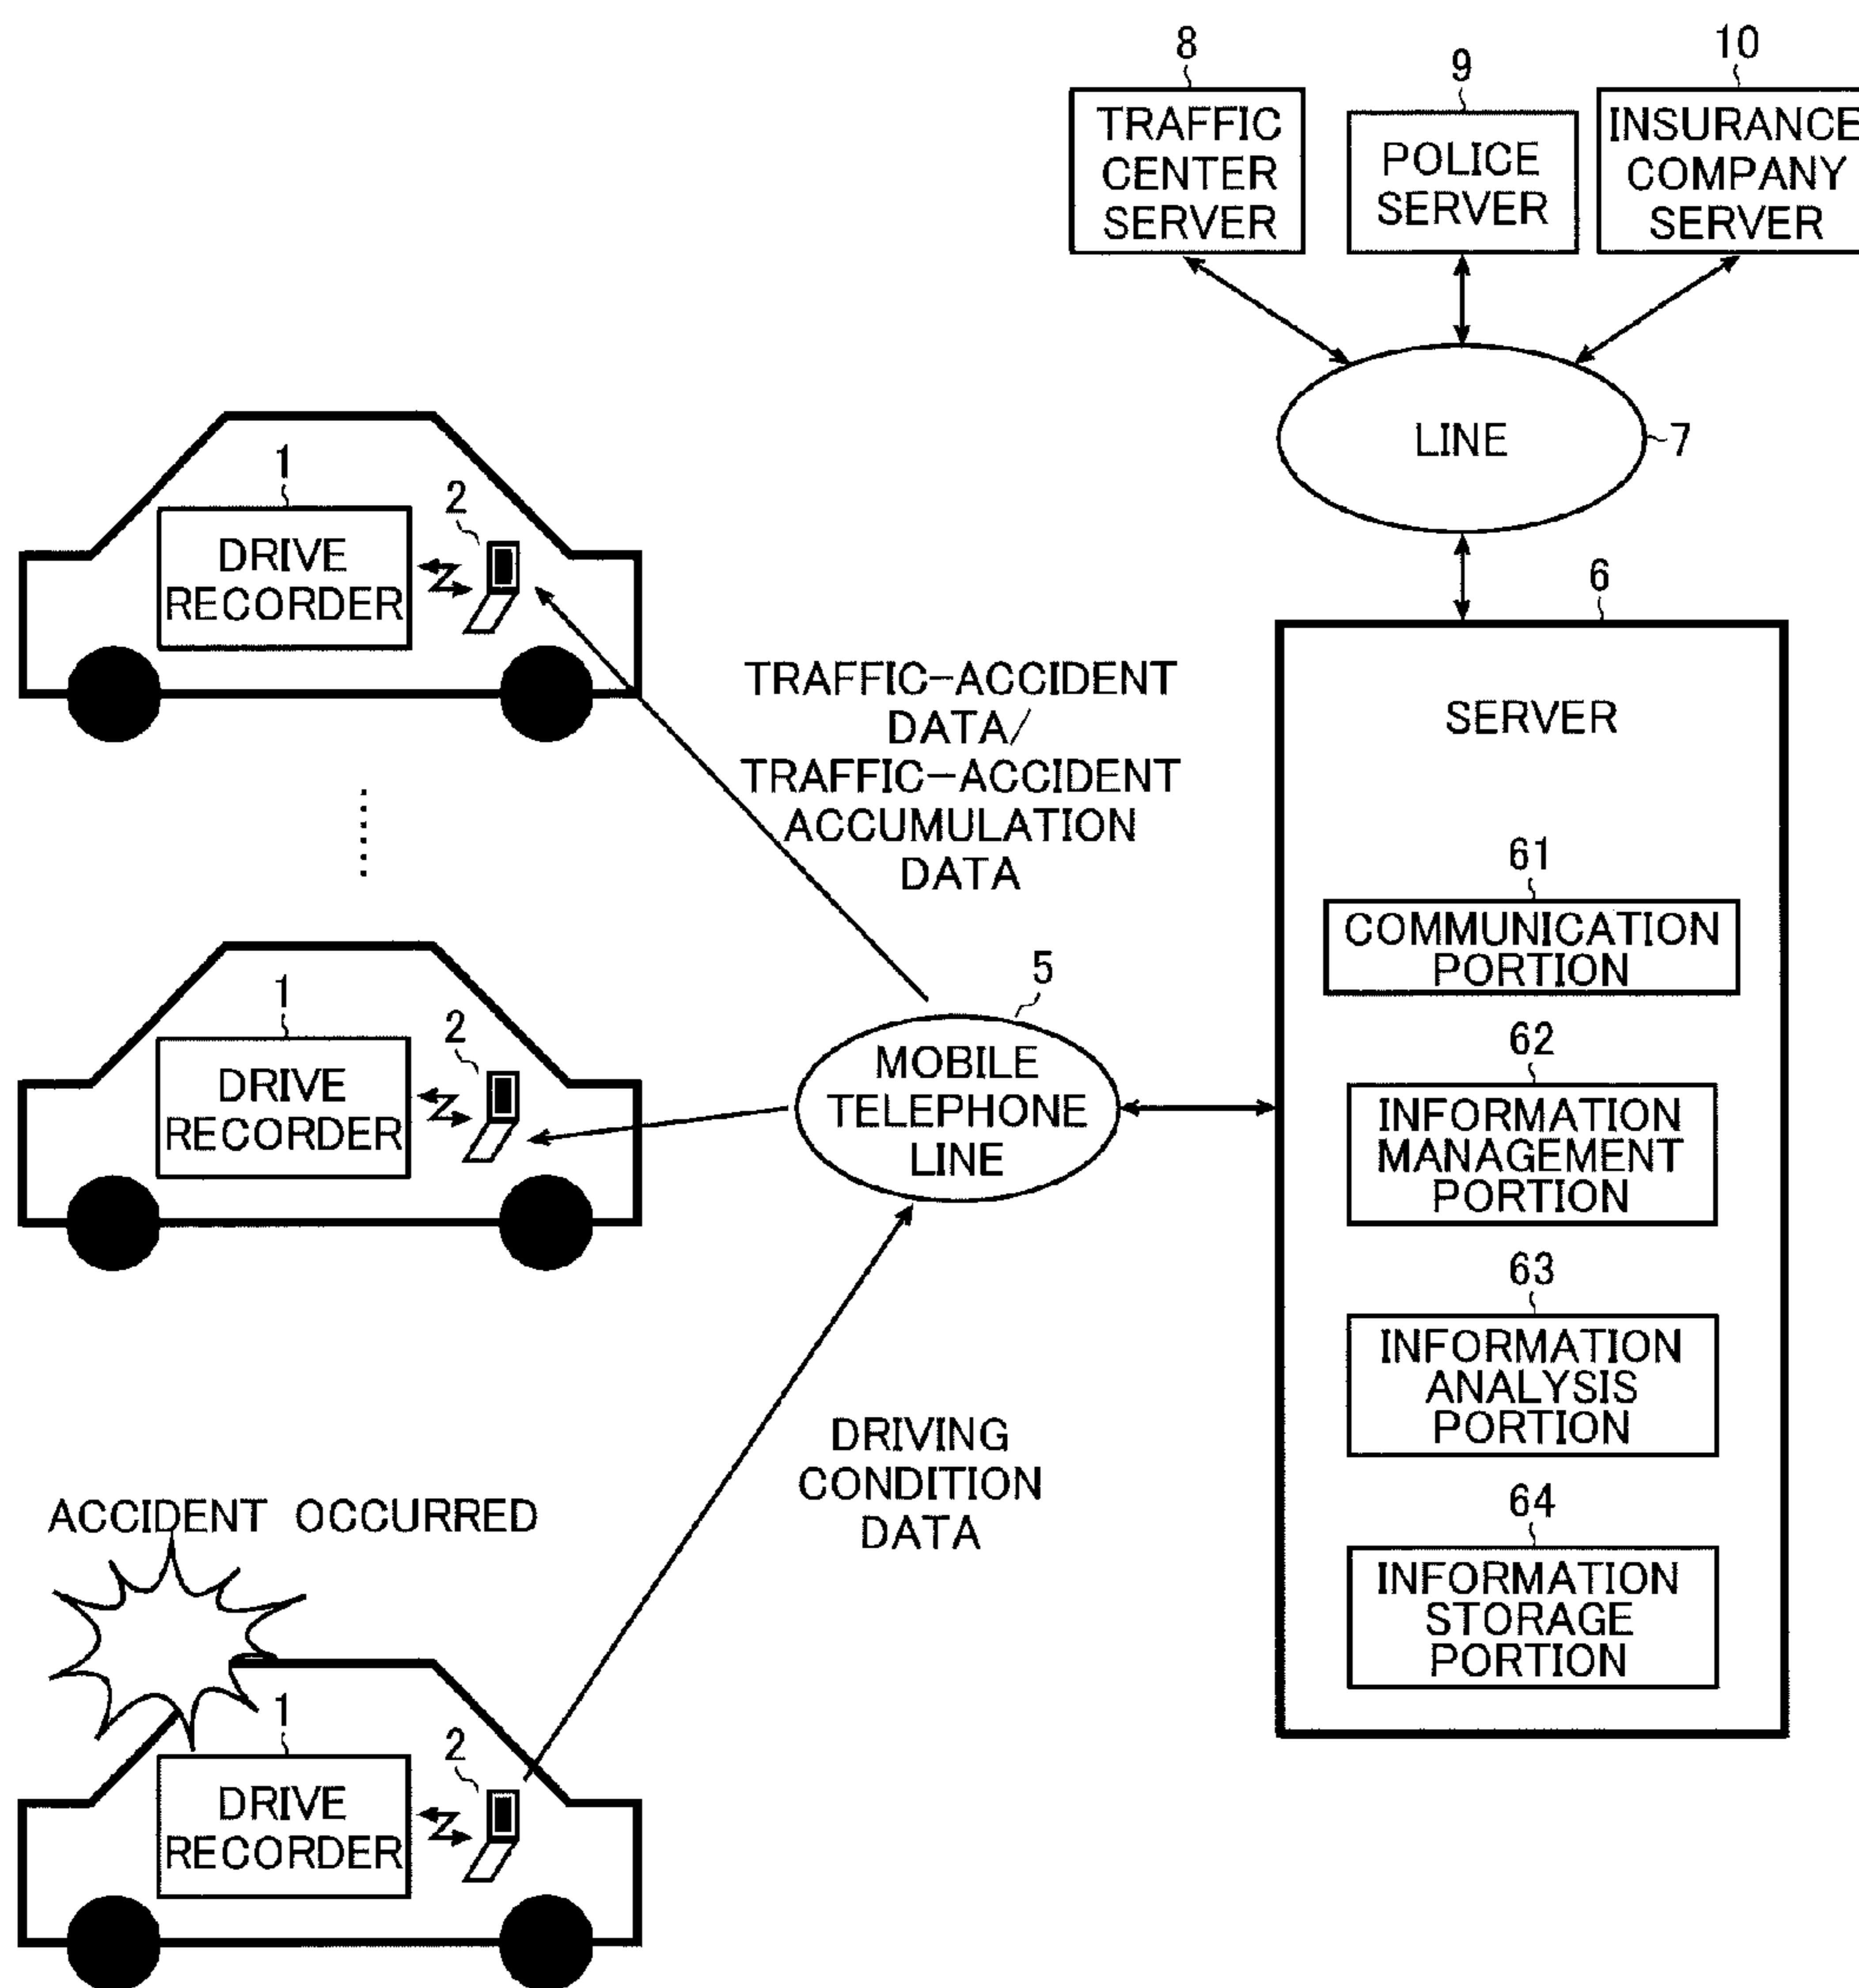 8
TRAFFIC
CENTER
SERVER
9
POLICE
SERVER
10
INSURANCE
COMPANY
SERVER
LINE
7
1
DRIVE
RECORDER
2
TRAFFIC-ACCIDENT
DATA/
TRAFFIC-ACCIDENT
ACCUMULATION
DATA
1
DRIVE
RECORDER
2
5
MOBILE
TELEPHONE
LINE
6
SERVER
61
COMMUNICATION
PORTION
62
INFORMATION
MANAGEMENT
PORTION
63
INFORMATION
ANALYSIS
PORTION
64
INFORMATION
STORAGE
PORTION
DRIVING
CONDITION
DATA
ACCIDENT OCCURRED
1
DRIVE
RECORDER
2